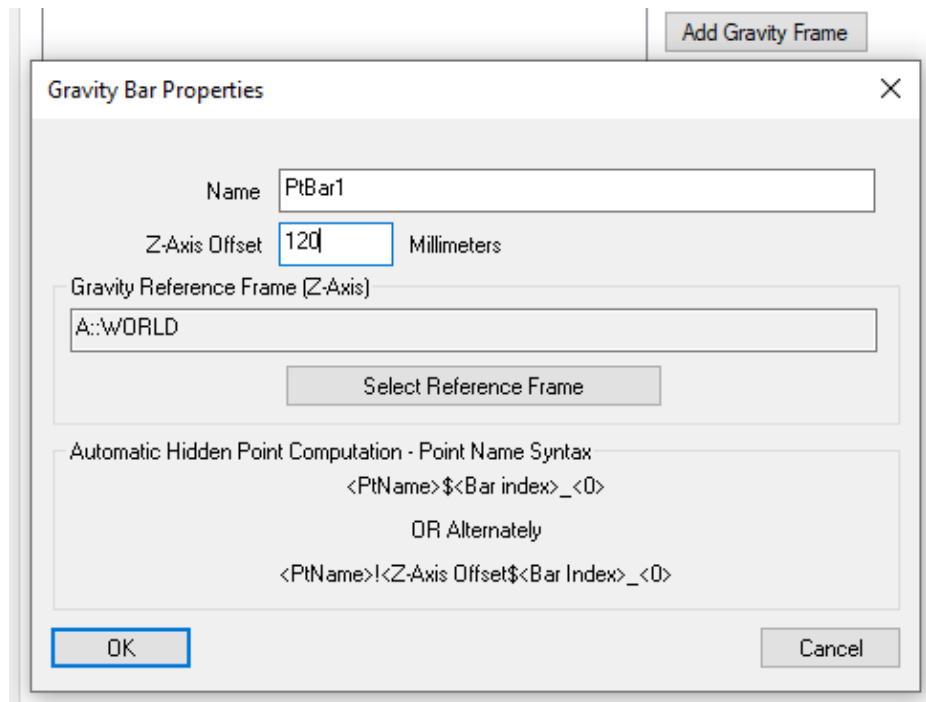 Add Gravity Frame
Gravity Bar Properties
Name PtBar1
Z-Axis Offset 120 Millimeters
Gravity Reference Frame (Z-Axis)
A::WORLD
Select Reference Frame
Automatic Hidden Point Computation - Point Name Syntax
<PtName>$<Bar index>_<0>
OR Alternately
<PtName>!<Z-Axis Offset$<Bar Index>_<0>
OK Cancel